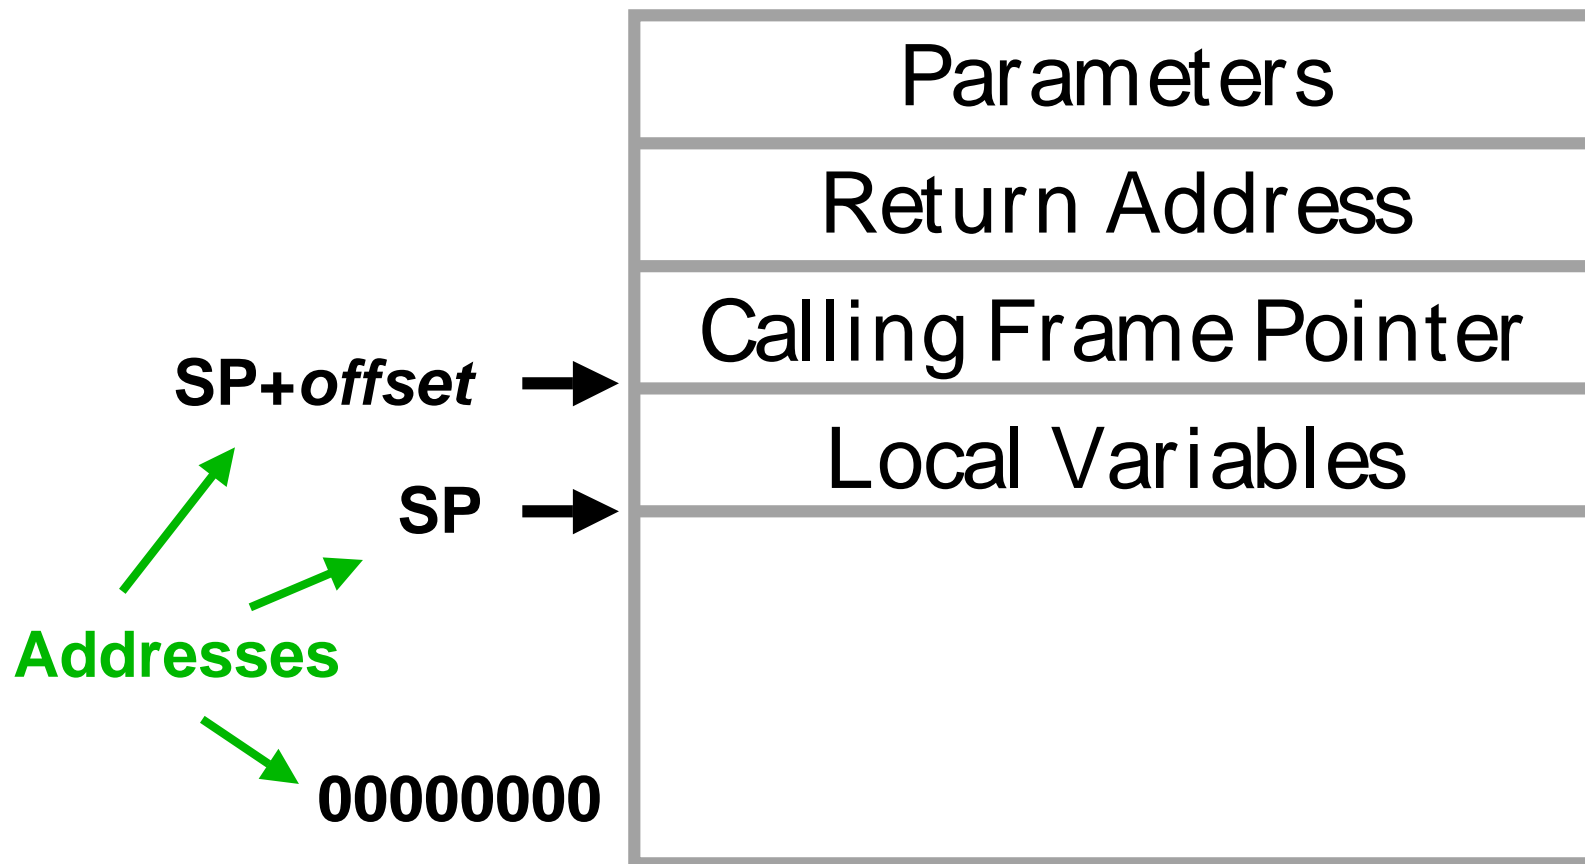 Parameters
Return Address
Calling Frame Pointer
SP+offset
Local Variables
SP
Addresses
00000000